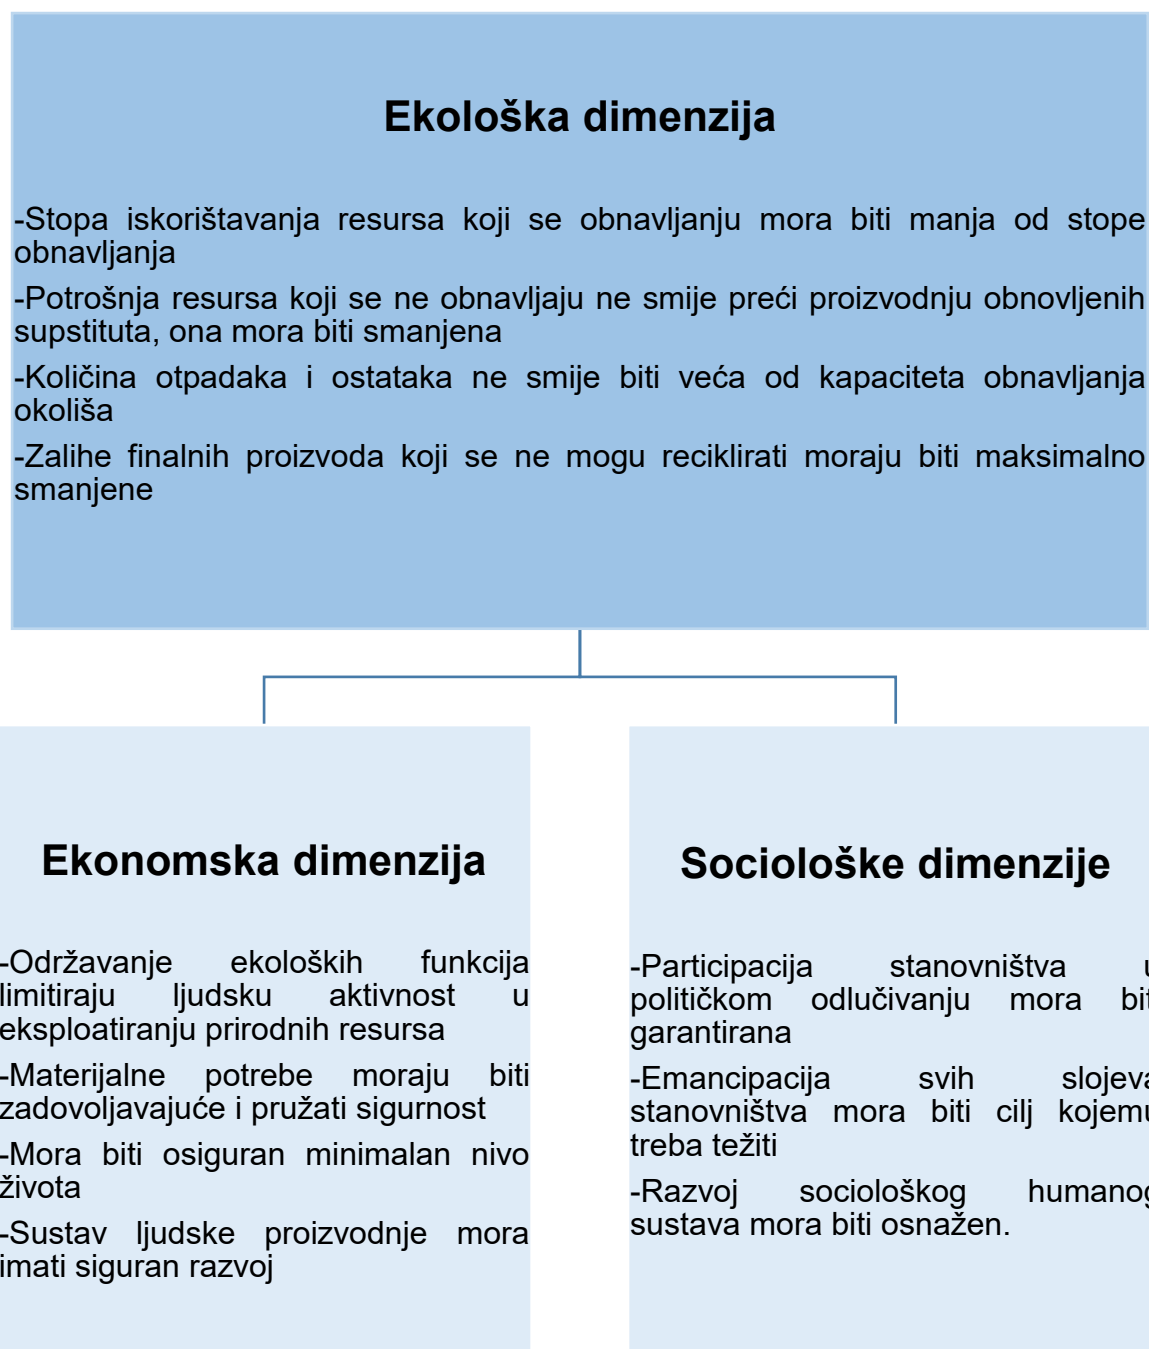 Ekološka dimenzija
-Stopa iskorištavanja resursa koji se obnavljanju mora biti manja od stope
obnavljanja
-Potrošnja resursa koji se ne obnavljaju ne smije preći proizvodnju obnovljenih
supstituta, ona mora biti smanjena
-Količina otpadaka i ostataka ne smije biti veća od kapaciteta obnavljanja
okoliša
-Zalihe finalnih proizvoda koji se ne mogu reciklirati moraju biti maksimalno
smanjene
Ekonomska dimenzija
-Održavanje ekoloških funkcija
limitiraju ljudsku aktivnost u
eksploatiranju prirodnih resursa
-Materijalne potrebe moraju biti
zadovoljavajuće i pružati sigurnost
-Mora biti osiguran minimalan nivo
života
-Sustav ljudske proizvodnje mora
imati siguran razvoj
Sociološke dimenzije
-Participacija stanovništva u
političkom odlučivanju mora biti
garantirana
-Emancipacija svih slojeva
stanovništva mora biti cilj kojemu
treba težiti
-Razvoj sociološkog humanog
sustava mora biti osnažen.